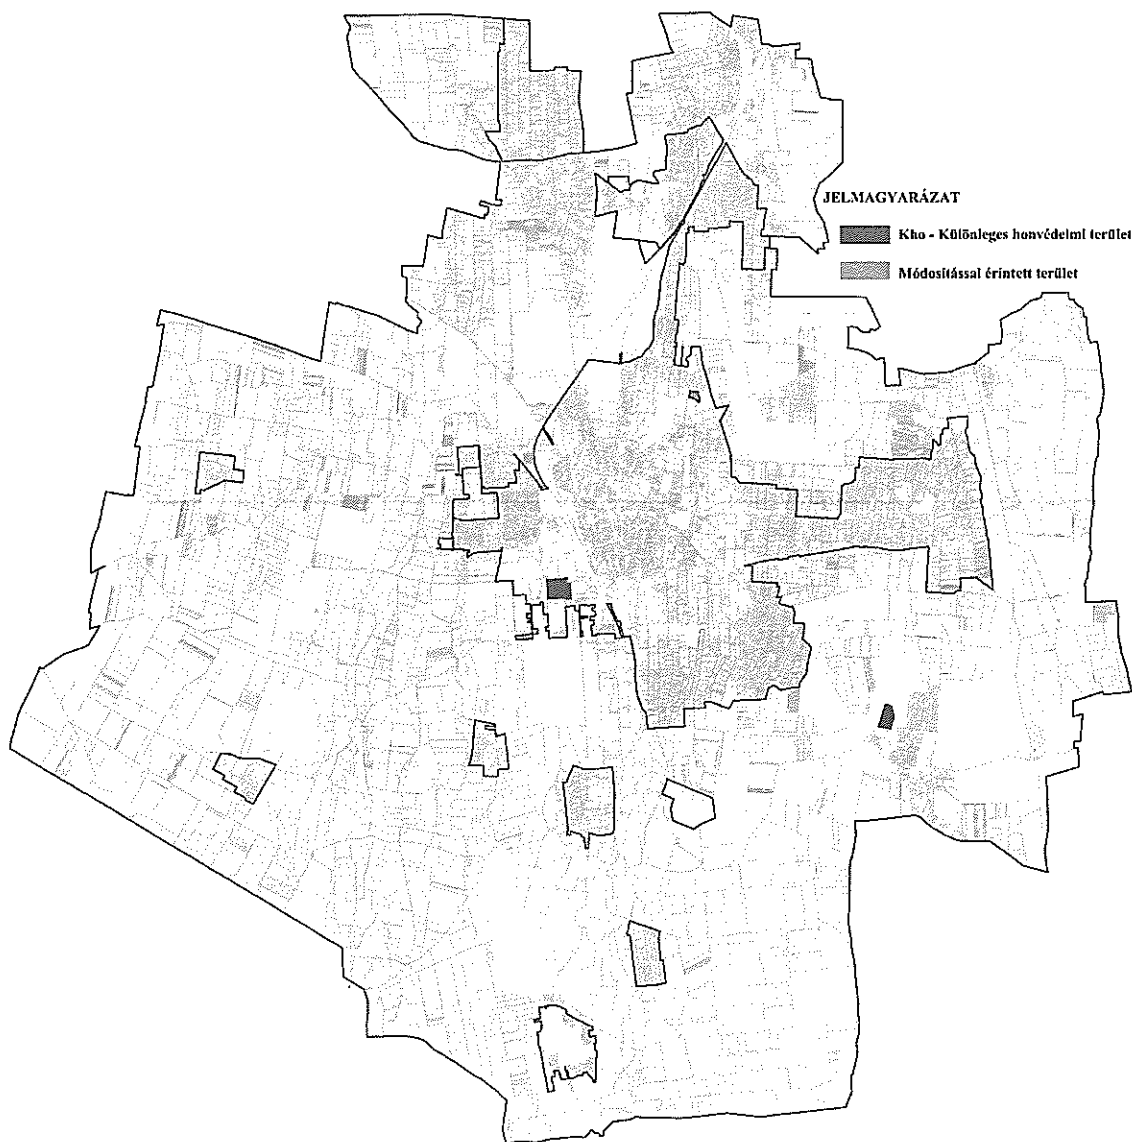 JELMAGYARÁZAT
Kho - Különleges honvédelmi terület
Módosítással érintett terület